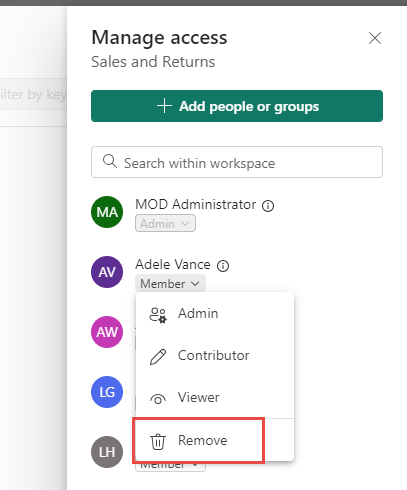 Manage access
Sales and Returns
ilter by key
Add people or groups
Search within workspace
MA
MOD Administrator
Admin
AV
Adele Vance
Member
Admin
AW
Contributor
Viewer
LG
Remove
LH
Member